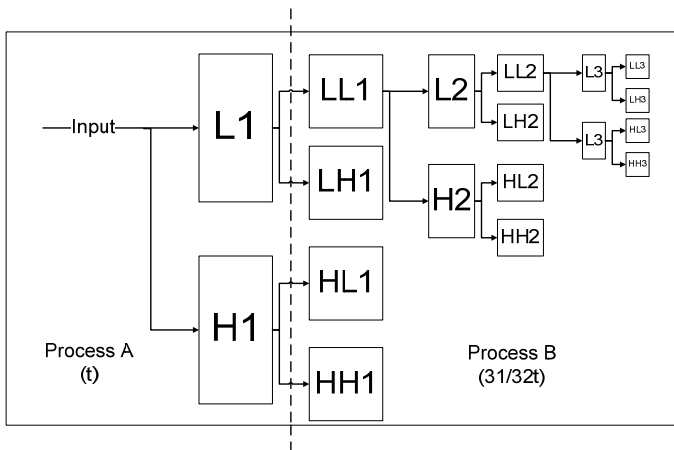 Input
L1
H1
Process A
(t)
LL1
LH1
HL1
HH1
L2
H2
LL2
LH2
HL2
HH2
L3
L3
LL3
LH3
HL3
HH3
Process B
(31/32t)